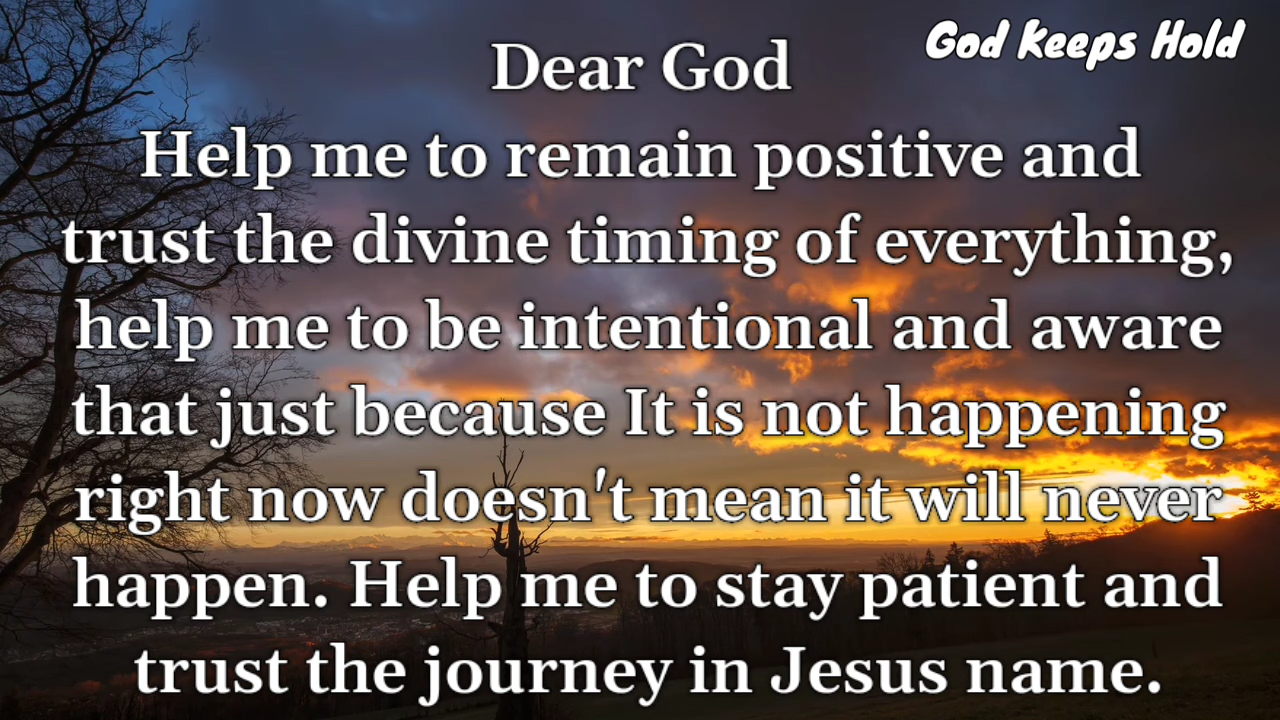 God Keeps Hold
Dear God
Help me to remain positive and
trust the divine timing of everything,
help me to be intentional and aware
that just because It is not happening
right now doesn't mean it will never
happen. Help me to stay patient and
trust the journey in Jesus name.